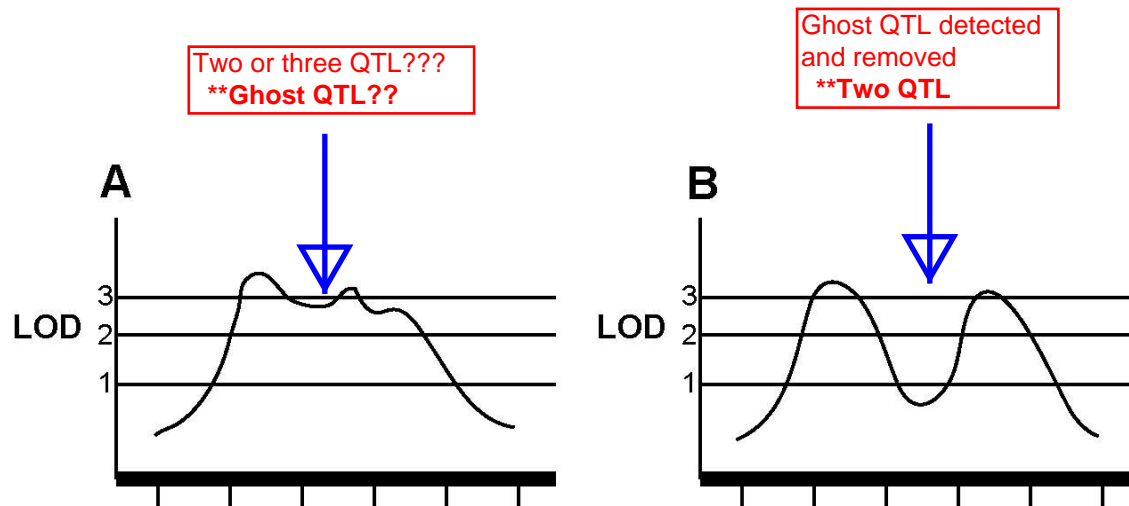 Two or three QTL???
**Ghost QTL??
A
3
LOD 2
1
Ghost QTL detected
and removed
**Two QTL
B
3
LOD 2
1